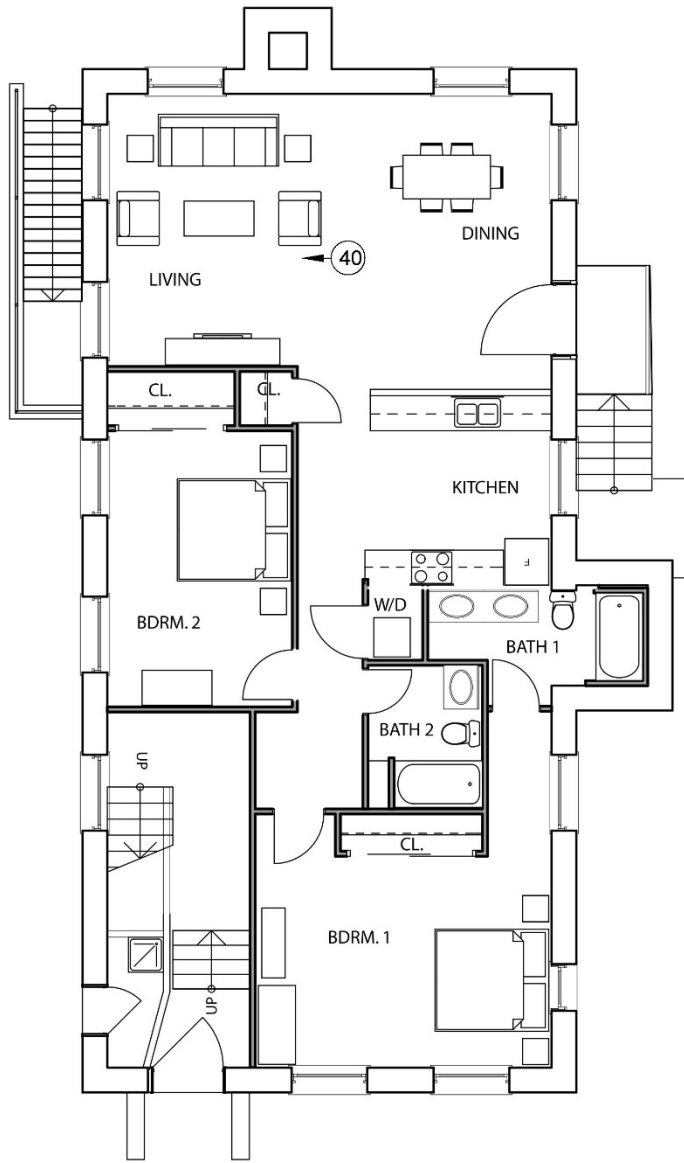 DINING
40
LIVING
CL.
CL.
KITCHEN
F
W/D
BDRM. 2
BATH 1
BATH 2
UP
CL.
BDRM. 1
UP